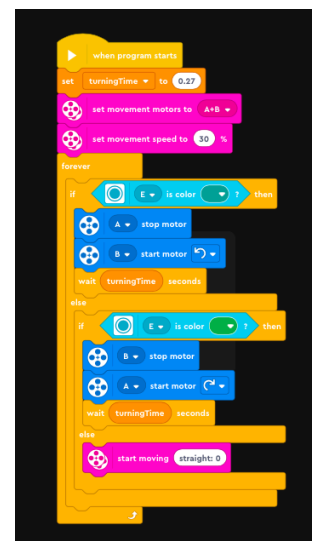 when program starts
set turningTime to 0.27
set movement motors to A+B
set movement speed to 30 %
forever
if E is color ? then
A stop motor
B start motor
wait turningTime seconds
else
if E is color ? then
B stop motor
A start motor
wait turningTime seconds
else
start moving straight: 0